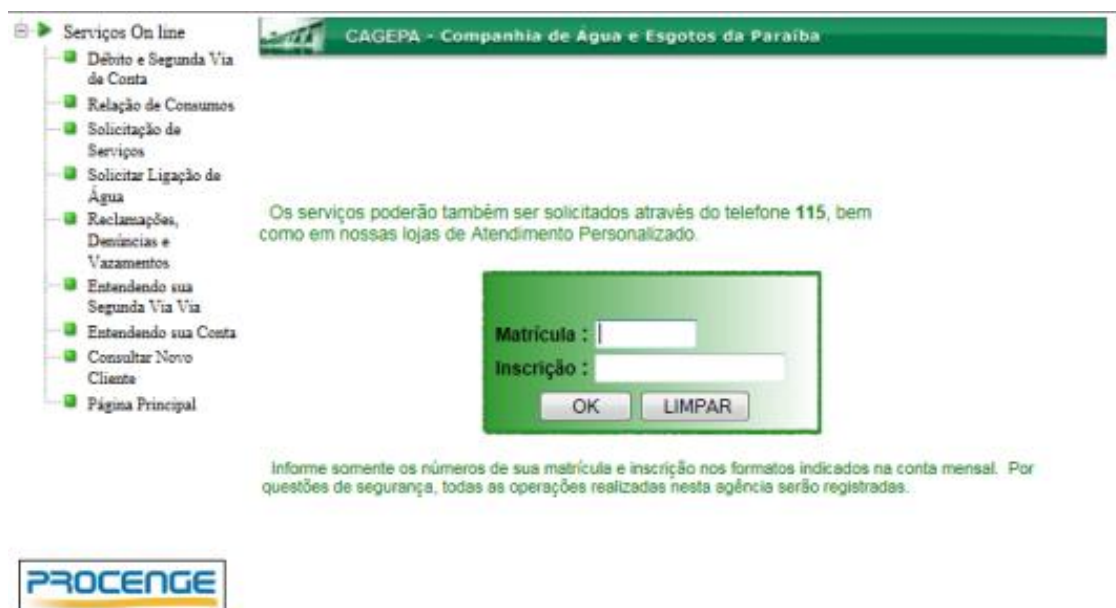 Serviços On line
Débito e Segunda Via
de Conta
Relação de Consumos
Solicitação de
Serviços
Solicitar Ligação de
Água
Reclamações,
Denúncias e
Vazamentos
Entendendo sua
Segunda Via Via
Entendendo sua Conta
Consultar Novo
Cliente
Página Principal
CAGEPA - Companhia de Água e Esgotos da Paraíba
Os serviços poderão também ser solicitados através do telefone 115, bem
como em nossas lojas de Atendimento Personalizado.
Matrícula :
Inscrição :
OK LIMPAR
Informe somente os números de sua matrícula e inscrição nos formatos indicados na conta mensal. Por
questões de segurança, todas as operações realizadas nesta agência serão registradas.
PROCENGE